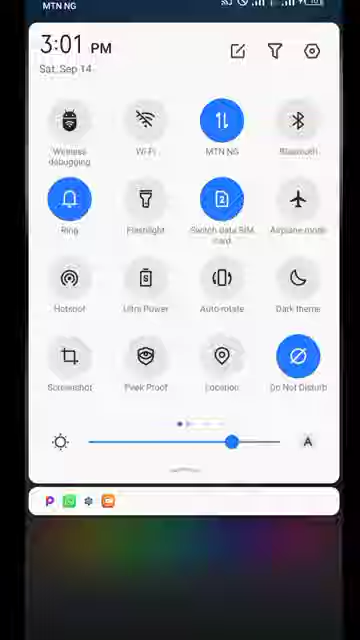 MTN NG
3:01 PM
Sat, Sep 14
Wireless debugging
Wi-Fi
MTN NG
Bluetooth
Ring
Flashlight
Switch data SIM card
Airplane mode
Hotspot
Ultra Power
Auto-rotate
Dark theme
Screenshot
Peek Proof
Location
Do Not Disturb
A